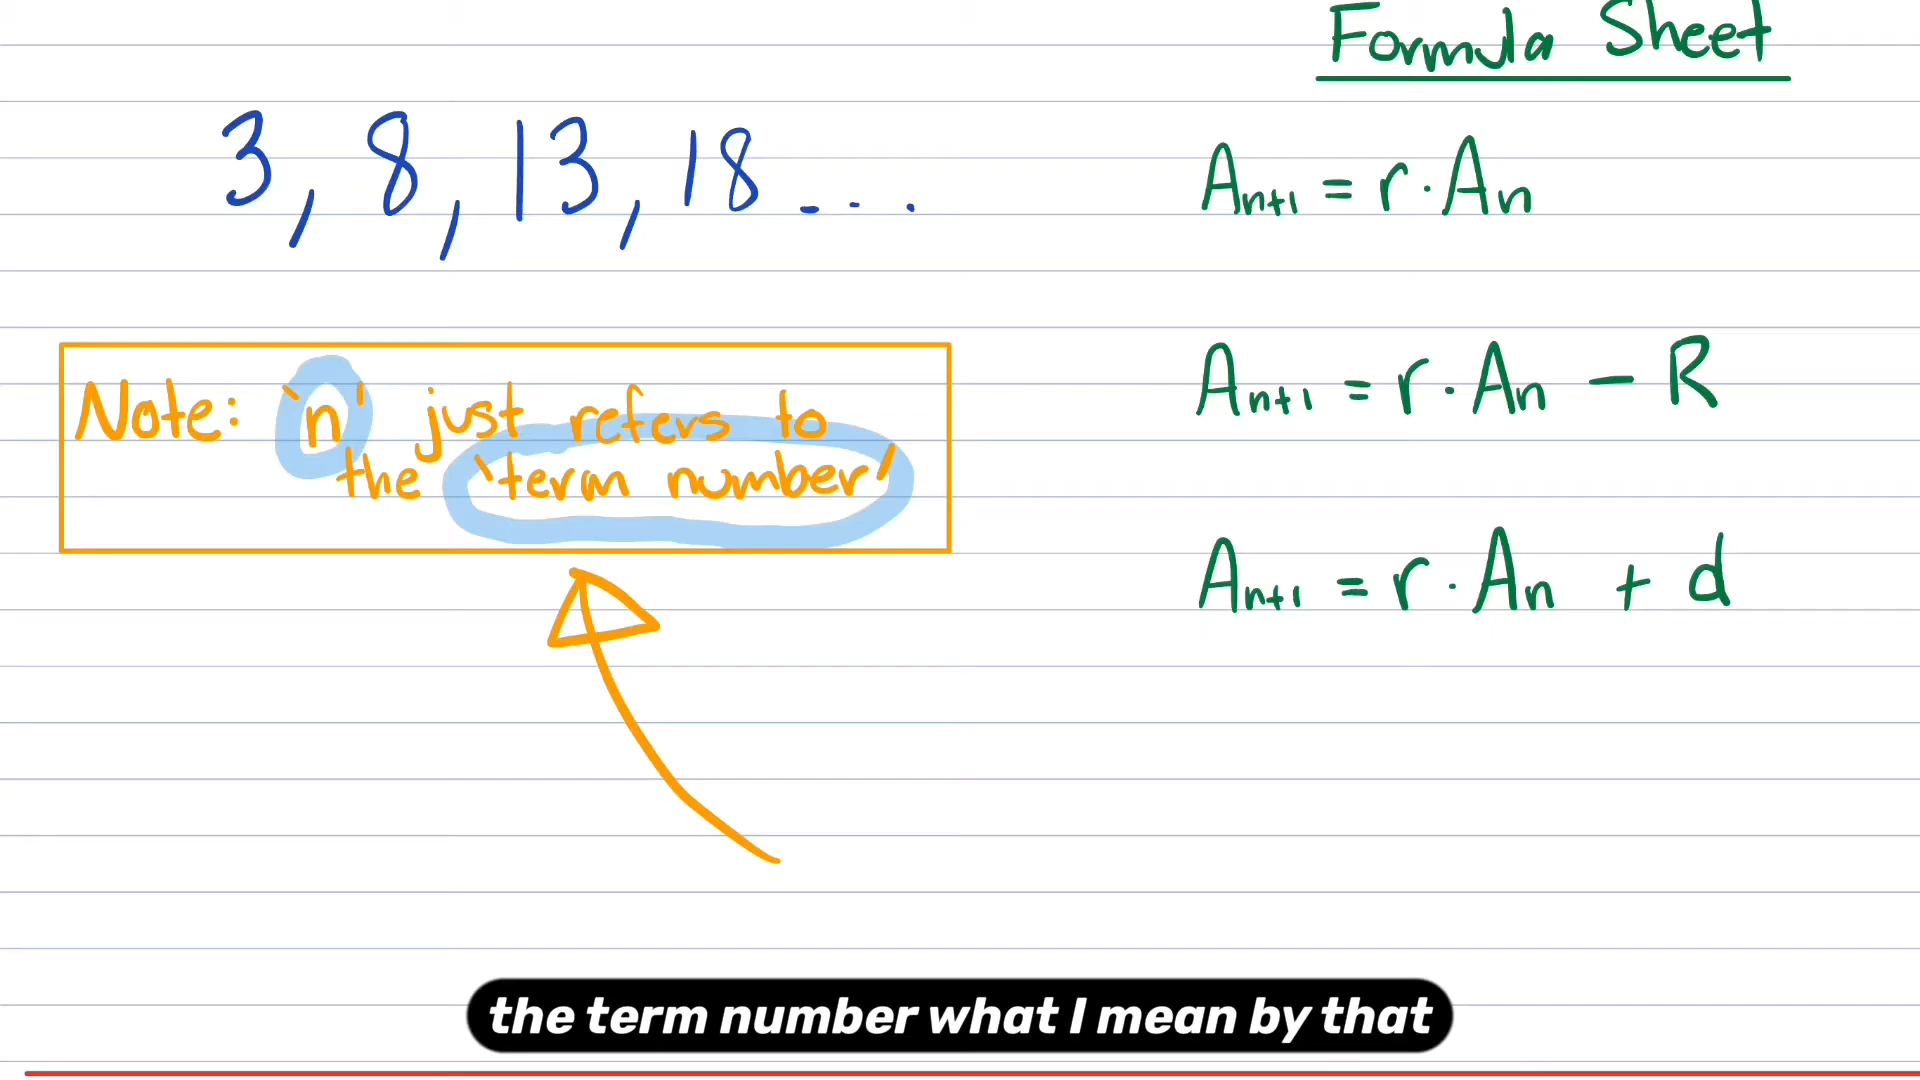 Formula Sheet
3, 8, 13, 18 ...
Aₙ₊₁ = r · Aₙ
Note: 'n' just refers to
the 'term number'
Aₙ₊₁ = r · Aₙ − R
Aₙ₊₁ = r · Aₙ + d
the term number what I mean by that